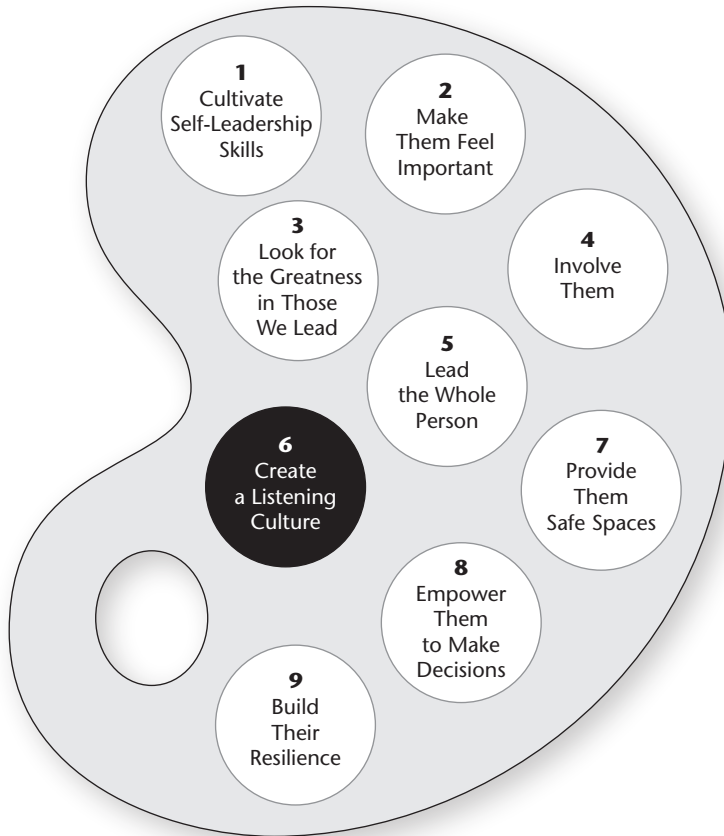 1
Cultivate
Self-Leadership
Skills
2
Make
Them Feel
Important
3
Look for
the Greatness
in Those
We Lead
4
Involve
Them
5
Lead
the Whole
Person
6
Create
a Listening
Culture
7
Provide
Them
Safe Spaces
8
Empower
Them
to Make
Decisions
9
Build
Their
Resilience